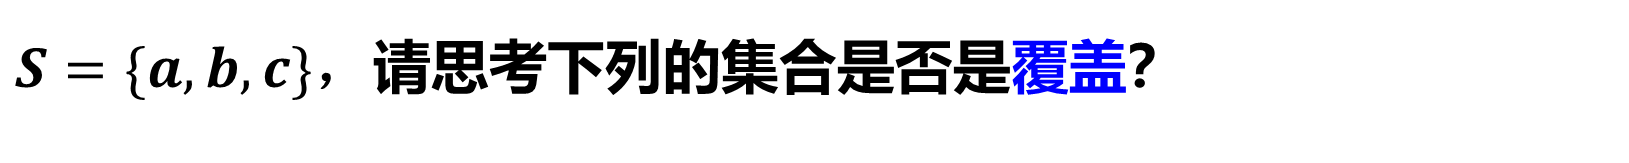 S = {a, b, c}，请思考下列的集合是否是覆盖？